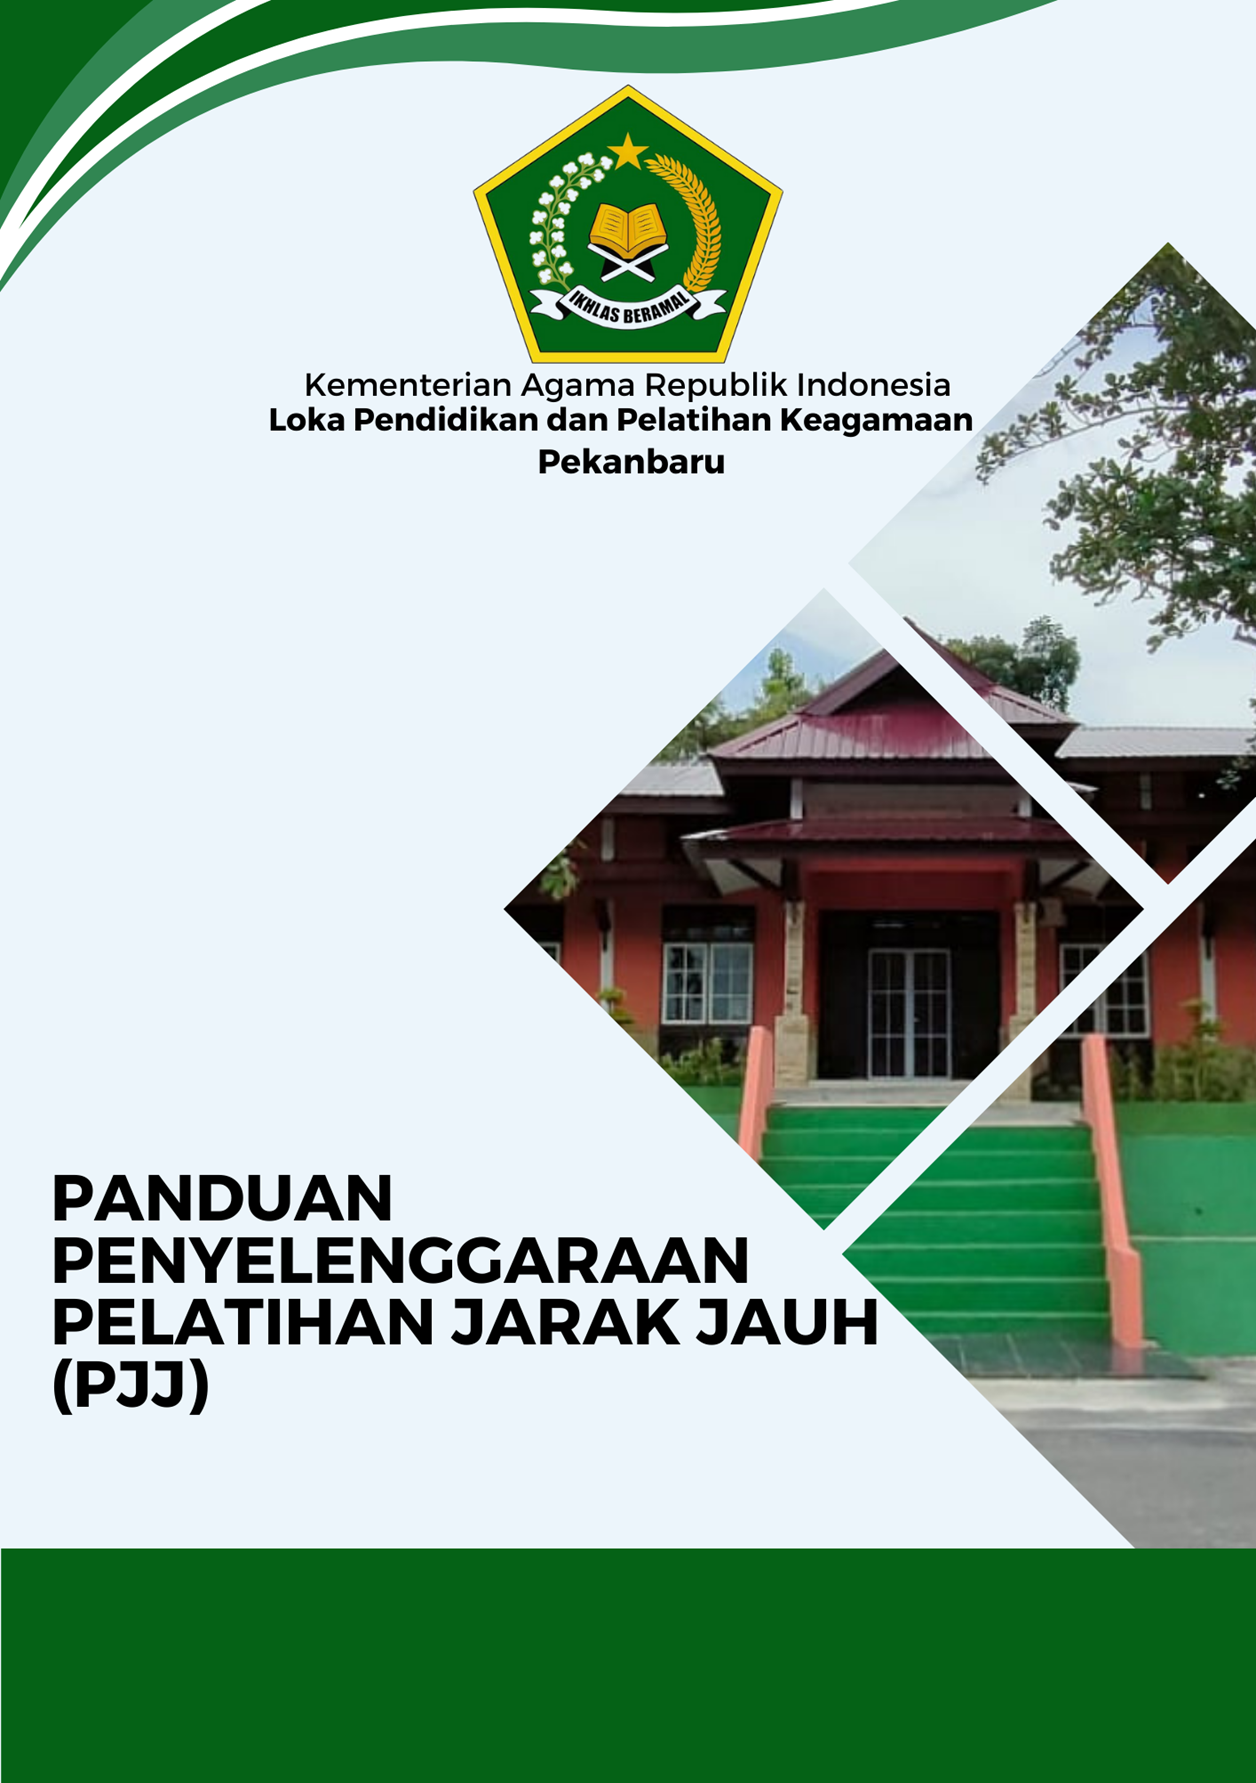 IKHLAS BERAMAL
Kementerian Agama Republik Indonesia
Loka Pendidikan dan Pelatihan Keagamaan
Pekanbaru
PANDUAN
PENYELENGGARAAN
PELATIHAN JARAK JAUH
(PJJ)